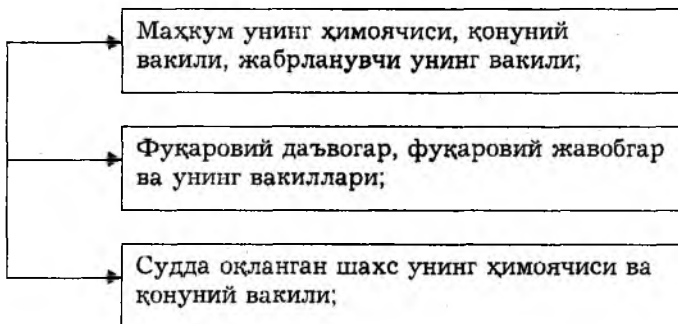 Маҳкум унинг ҳимоячиси, қонуний
вакили, жабрланувчи унинг вакили;
Фуқаровий даъвогар, фуқаровий жавобгар
ва унинг вакиллари;
Судда оқланган шахс унинг ҳимоячиси ва
қонуний вакили;